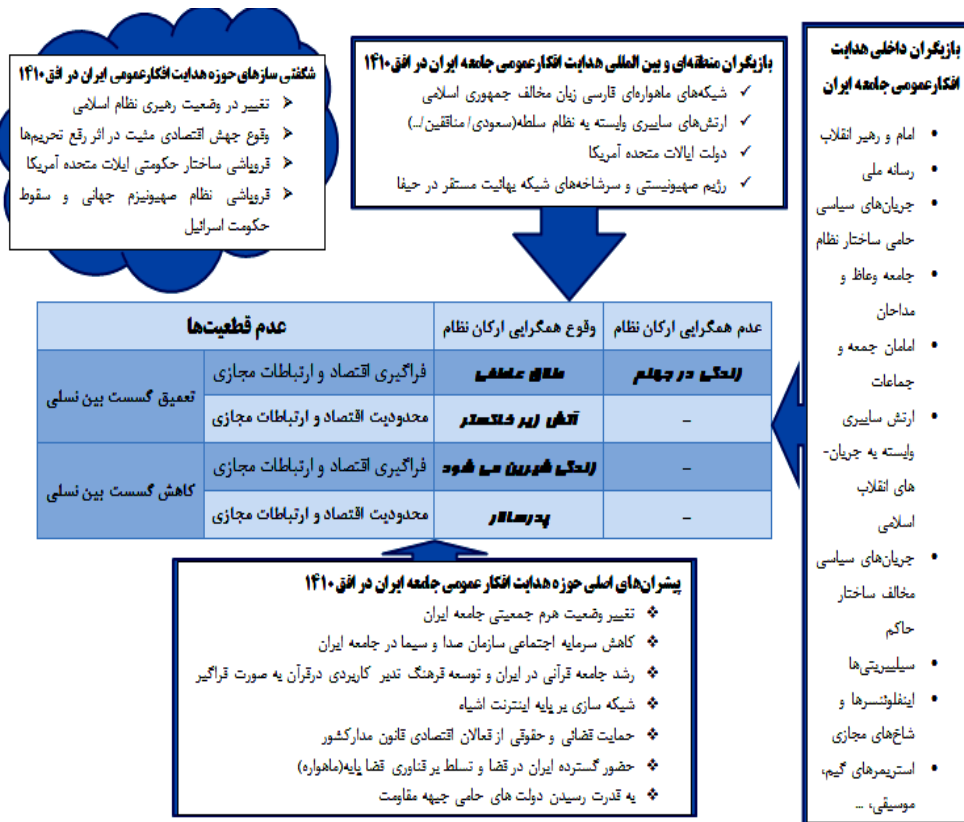 بازیگران داخلی هدایت
افکارعمومی جامعه ایران
• امام و رهبر انقلاب
• رسانه ملی
• جریان‌های سیاسی
حامی ساختار نظام
• جامعه وعاظ و
مداحان
• امامان جمعه و
جماعات
• ارتش سایبری
وابسته به جریان-
های انقلاب
اسلامی
• جریان‌های سیاسی
مخالف ساختار
حاکم
• سیلیبریتی‌ها
• اینفلوئنسرها و
شاخ‌های مجازی
• استریمرهای گیم،
موسیقی، ...
بازیگران منطقه‌ای و بین المللی هدایت افکارعمومی جامعه ایران در افق۱۴۱۰
✓ شبکه‌های ماهواره‌ای فارسی زبان مخالف جمهوری اسلامی
✓ ارتش‌های سایبری وابسته به نظام سلطه(سعودی/ منافقین/...)
✓ دولت ایالات متحده آمریکا
✓ رژیم صهیونیستی و سرشاخه‌های شبکه بهائیت مستقر در حیفا
شگفتی سازهای حوزه هدایت افکارعمومی ایران در افق۱۴۱۰
➤ تغییر در وضعیت رهبری نظام اسلامی
➤ وقوع جهش اقتصادی مثبت در اثر رفع تحریم‌ها
➤ فروپاشی ساختار حکومتی ایلات متحده آمریکا
➤ فروپاشی نظام صهیونیزم جهانی و سقوط
حکومت اسرائیل
عدم همگرایی ارکان نظام وقوع همگرایی ارکان نظام عدم قطعیت‌ها
زندگی در جهنم طلاق عاطفی فراگیری اقتصاد و ارتباطات مجازی
تعمیق گسست بین نسلی
– آتش زیر خاکستر محدودیت اقتصاد و ارتباطات مجازی
– زندگی شیرین می شود فراگیری اقتصاد و ارتباطات مجازی
کاهش گسست بین نسلی
– پدرسالار محدودیت اقتصاد و ارتباطات مجازی
پیشران‌های اصلی حوزه هدایت افکار عمومی جامعه ایران در افق۱۴۱۰
❖ تغییر وضعیت هرم جمعیتی جامعه ایران
❖ کاهش سرمایه اجتماعی سازمان صدا و سیما در جامعه ایران
❖ رشد جامعه قرآنی در ایران و توسعه فرهنگ تدبر کاربردی درقرآن به صورت فراگیر
❖ شبکه سازی بر پایه اینترنت اشیاء
❖ حمایت قضائی و حقوقی از فعالان اقتصادی قانون مدارکشور
❖ حضور گسترده ایران در فضا و تسلط بر فناوری فضا پایه(ماهواره)
❖ به قدرت رسیدن دولت های حامی جبهه مقاومت